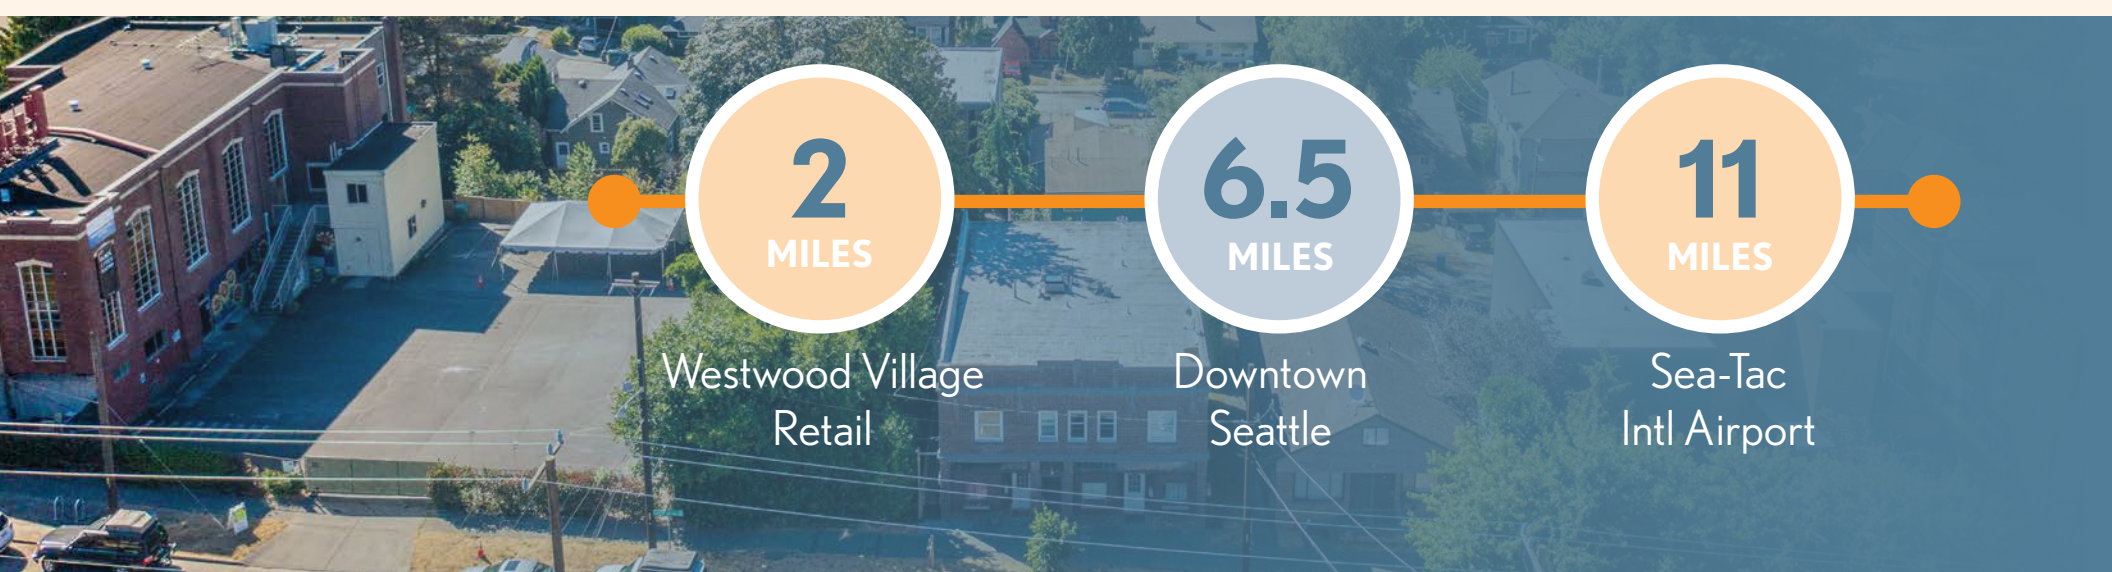 2
MILES
Westwood Village
Retail
6.5
MILES
Downtown
Seattle
11
MILES
Sea-Tac
Intl Airport